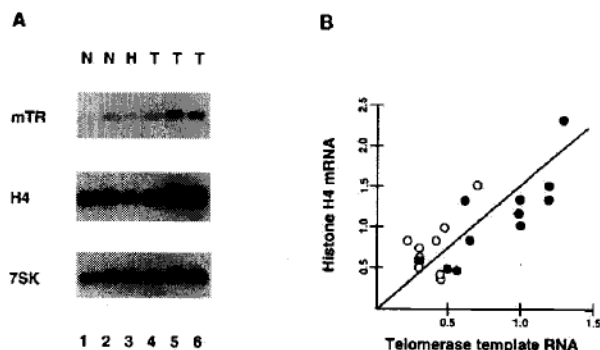 A
N N H T T T
mTR
H4
7SK
1 2 3 4 5 6
B
Histone H4 mRNA
2.5
2.0
1.5
1.0
0.5
0.5 1.0 1.5
Telomerase template RNA